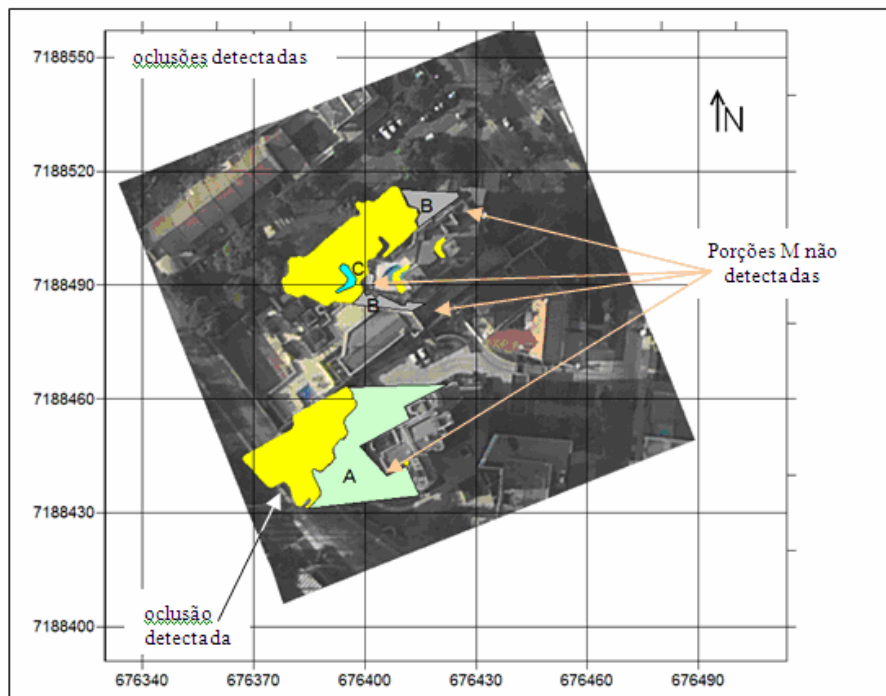 oclusões detectadas
7188550
N
7188520
B
Porções M não
detectadas
C
7188490
B
7188460
A
7188430
oclusão
detectada
7188400
676340
676370
676400
676430
676460
676490